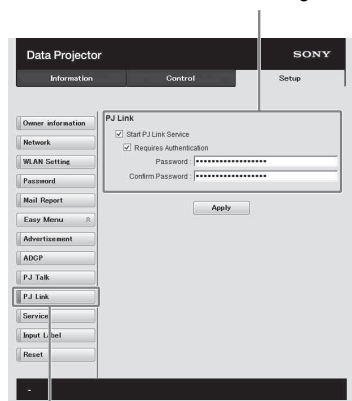 Data Projector
SONY
Information
Control
Setup
Owner information
Network
WLAN Setting
Password
Mail Report
Easy Menu
Advertisement
ADCP
PJ Talk
PJ Link
Service
Input Label
Reset
PJ Link
Start PJ Link Service
Requires Authentication
Password :
Confirm Password :
Apply
-